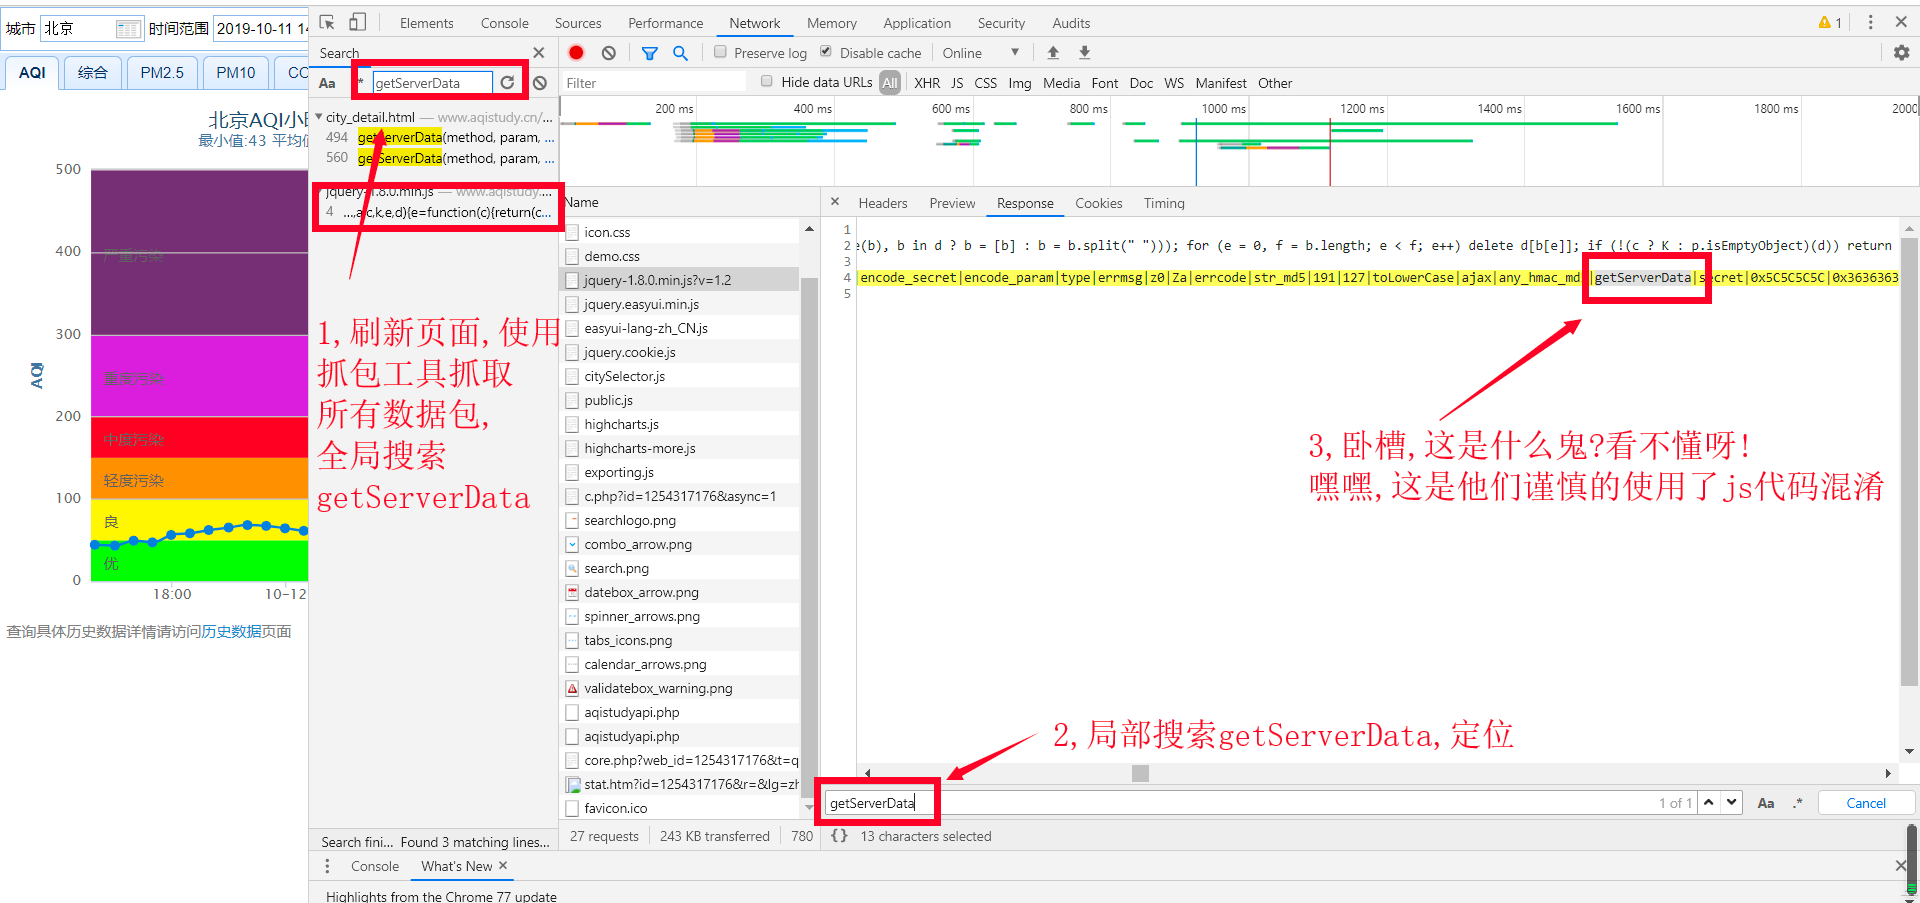 城市 北京 时间范围 2019-10-11 14
AQI 综合 PM2.5 PM10 CO
北京AQI小
最小值:43 平均值
500
400
300
200
100
0
AQI
严重污染
重度污染
中度污染
轻度污染
良
优
18:00 10-12
查询具体历史数据详情请访问历史数据页面
Elements Console Sources Performance Network Memory Application Security Audits 1
Search
Aa .* getServerData
city_detail.html — www.aqistudy.cn/...
494 getServerData(method, param, ...
560 getServerData(method, param, ...
jquery-1.8.0.min.js — www.aqistudy....
4 ...,a,c,k,e,d){e=function(c){return(c...
1,刷新页面,使用
抓包工具抓取
所有数据包,
全局搜索
getServerData
Search fini... Found 3 matching lines...
Preserve log Disable cache Online
Filter Hide data URLs All XHR JS CSS Img Media Font Doc WS Manifest Other
200 ms 400 ms 600 ms 800 ms 1000 ms 1200 ms 1400 ms 1600 ms 1800 ms 2000
Name
icon.css
demo.css
jquery-1.8.0.min.js?v=1.2
jquery.easyui.min.js
easyui-lang-zh_CN.js
jquery.cookie.js
citySelector.js
public.js
highcharts.js
highcharts-more.js
exporting.js
c.php?id=1254317176&async=1
searchlogo.png
combo_arrow.png
search.png
datebox_arrow.png
spinner_arrows.png
tabs_icons.png
calendar_arrows.png
validatebox_warning.png
aqistudyapi.php
aqistudyapi.php
core.php?web_id=1254317176&t=q
stat.htm?id=1254317176&r=&lg=zh
favicon.ico
27 requests 243 KB transferred 780
Headers Preview Response Cookies Timing
1
2 e(b), b in d ? b = [b] : b = b.split(" "))); for (e = 0, f = b.length; e < f; e++) delete d[b[e]]; if (!(c ? K : p.isEmptyObject)(d)) return
3
4 encode_secret|encode_param|type|errmsg|z0|Za|errcode|str_md5|191|127|toLowerCase|ajax|any_hmac_md5|getServerData|secret|0x5C5C5C5C|0x3636363
5
3,卧槽,这是什么鬼?看不懂呀!
嘿嘿,这是他们谨慎的使用了js代码混淆
2,局部搜索getServerData,定位
getServerData 1 of 1 Aa .* Cancel
{} 13 characters selected
Console What's New
Highlights from the Chrome 77 update